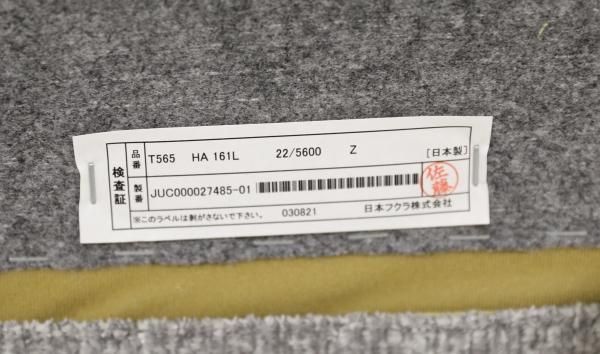 検査証
品番 T565 HA 161L 22/5600 Z [日本製]
製番 JUC000027485-01 佐藤
※このラベルは剥がさないで下さい。 030821 日本フクラ株式会社